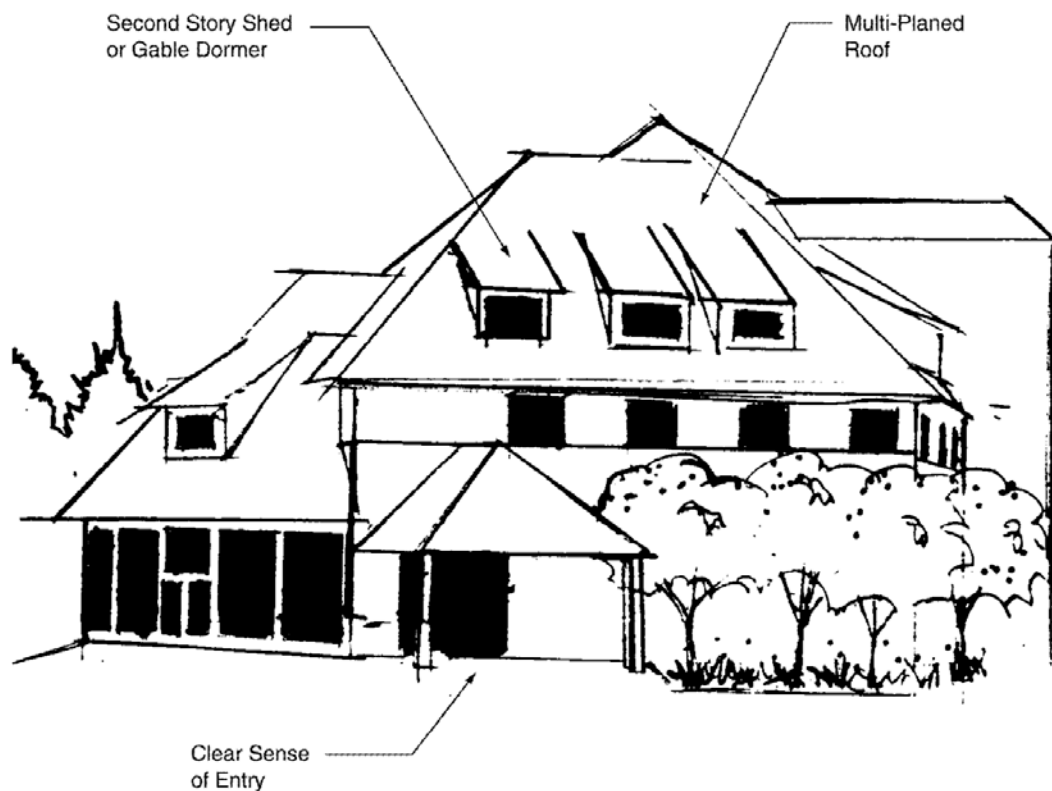 Second Story Shed
or Gable Dormer
Multi-Planed
Roof
Clear Sense
of Entry